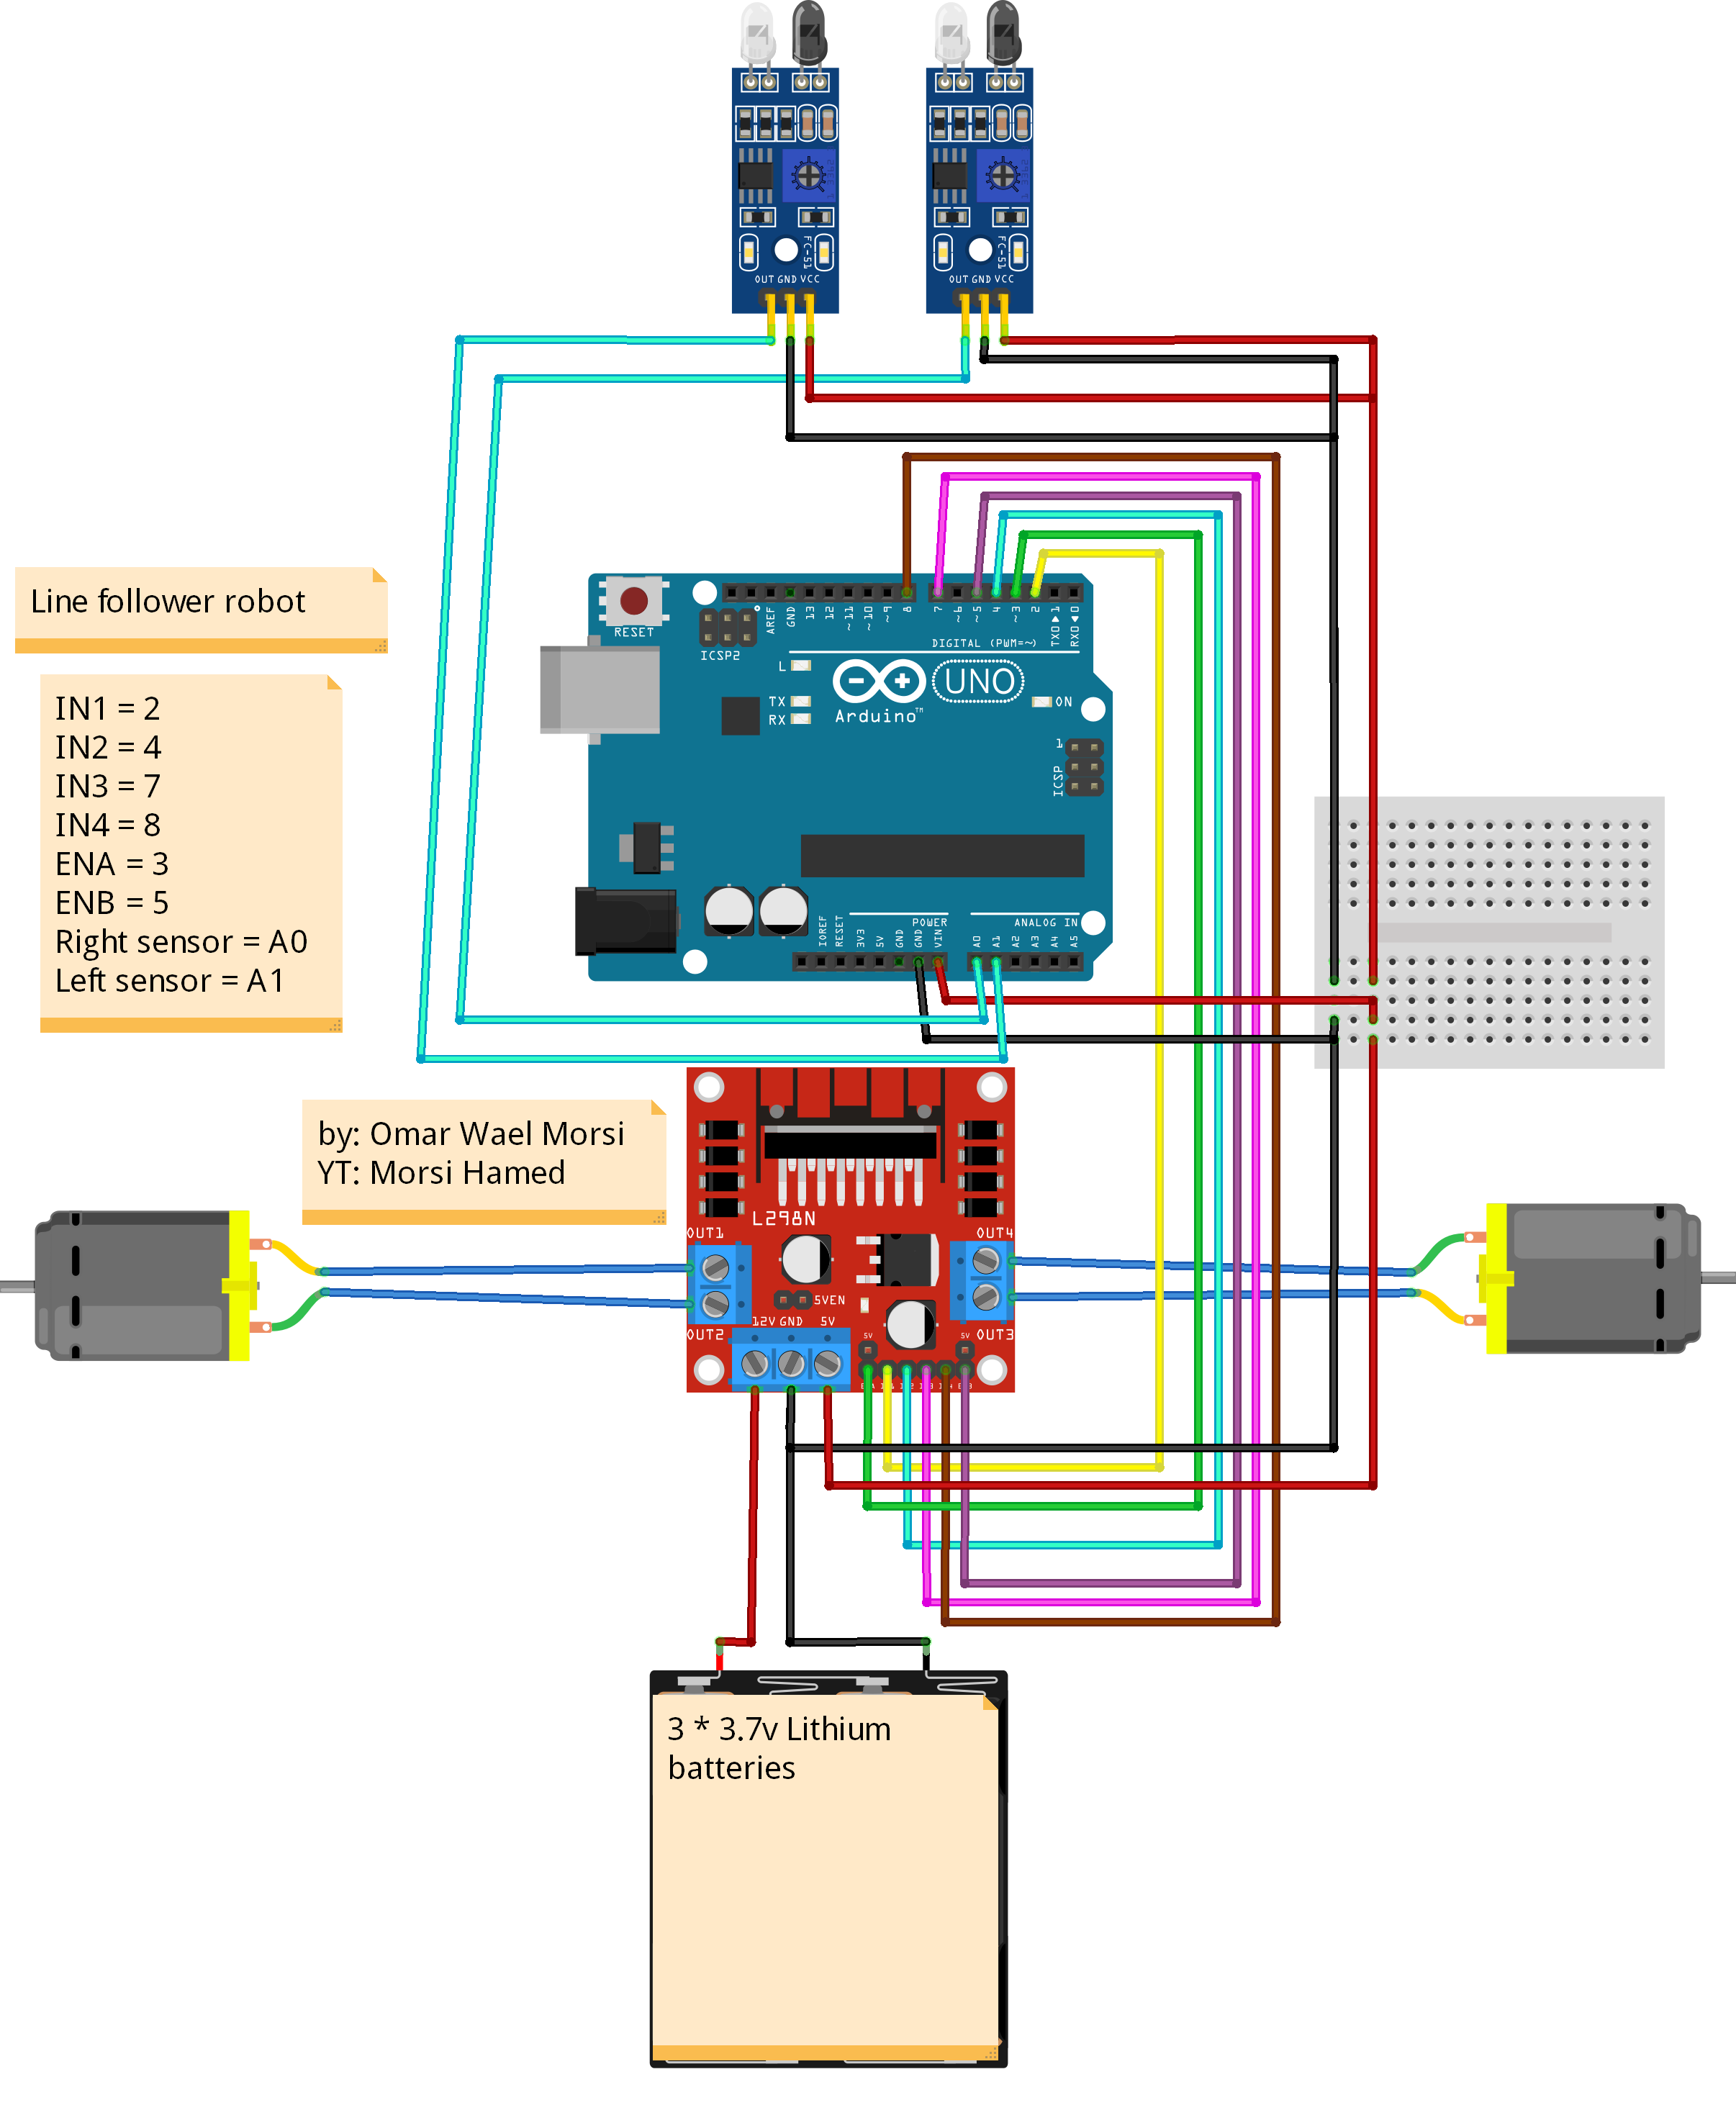 OUT GND VCC
FC-51
OUT GND VCC
FC-51
Line follower robot
IN1 = 2
IN2 = 4
IN3 = 7
IN4 = 8
ENA = 3
ENB = 5
Right sensor = A0
Left sensor = A1
RESET
ICSP2
AREF
GND
13
12
~11
~10
~9
8
7
~6
~5
4
~3
2
TX0▶1
RX0◀0
DIGITAL (PWM=~)
L
TX
RX
UNO
ON
Arduino™
1
ICSP
POWER
ANALOG IN
IOREF
RESET
3V3
5V
GND
GND
VIN
A0
A1
A2
A3
A4
A5
by: Omar Wael Morsi
YT: Morsi Hamed
L298N
OUT1
OUT4
5VEN
12V GND 5V
OUT2
OUT3
5V
5V
3 * 3.7v Lithium
batteries